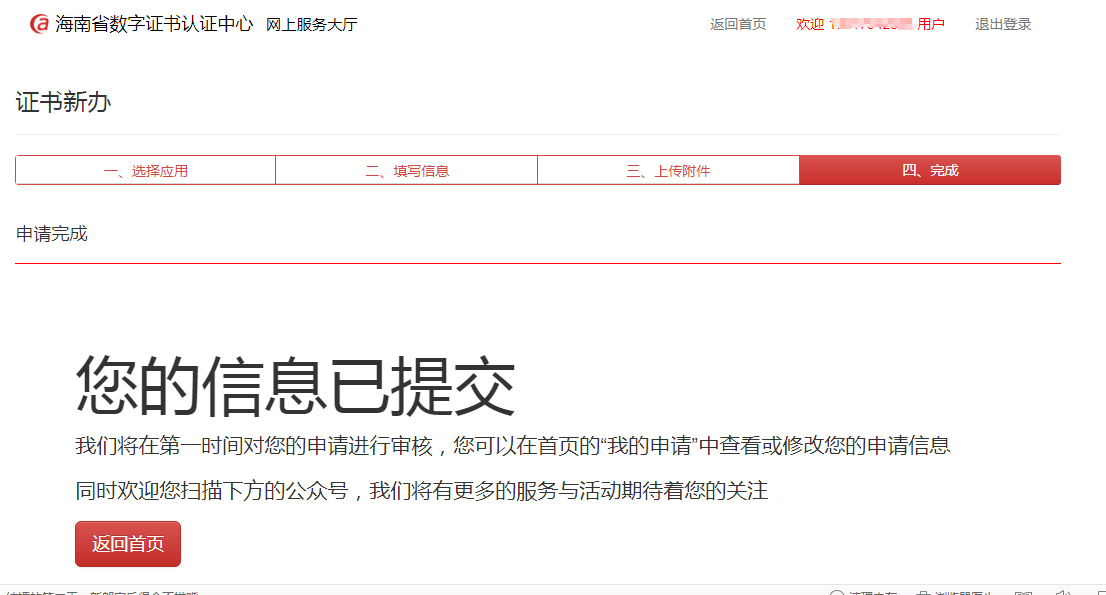 海南省数字证书认证中心 网上服务大厅 返回首页 欢迎 用户 退出登录
证书新办
一、选择应用 二、填写信息 三、上传附件 四、完成
申请完成
您的信息已提交
我们将在第一时间对您的申请进行审核，您可以在首页的“我的申请”中查看或修改您的申请信息
同时欢迎您扫描下方的公众号，我们将有更多的服务与活动期待着您的关注
返回首页